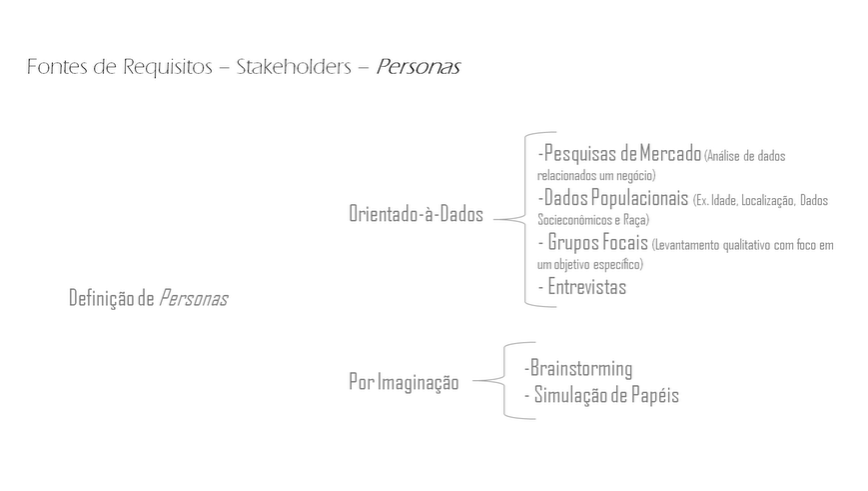 Fontes de Requisitos – Stakeholders – Personas
-Pesquisas de Mercado (Análise de dados
relacionados um negócio)
-Dados Populacionais (Ex. Idade, Localização, Dados
Socieconômicos e Raça)
Orientado-à-Dados
- Grupos Focais (Levantamento qualitativo com foco em
um objetivo específico)
- Entrevistas
Definição de Personas
Por Imaginação
-Brainstorming
- Simulação de Papéis